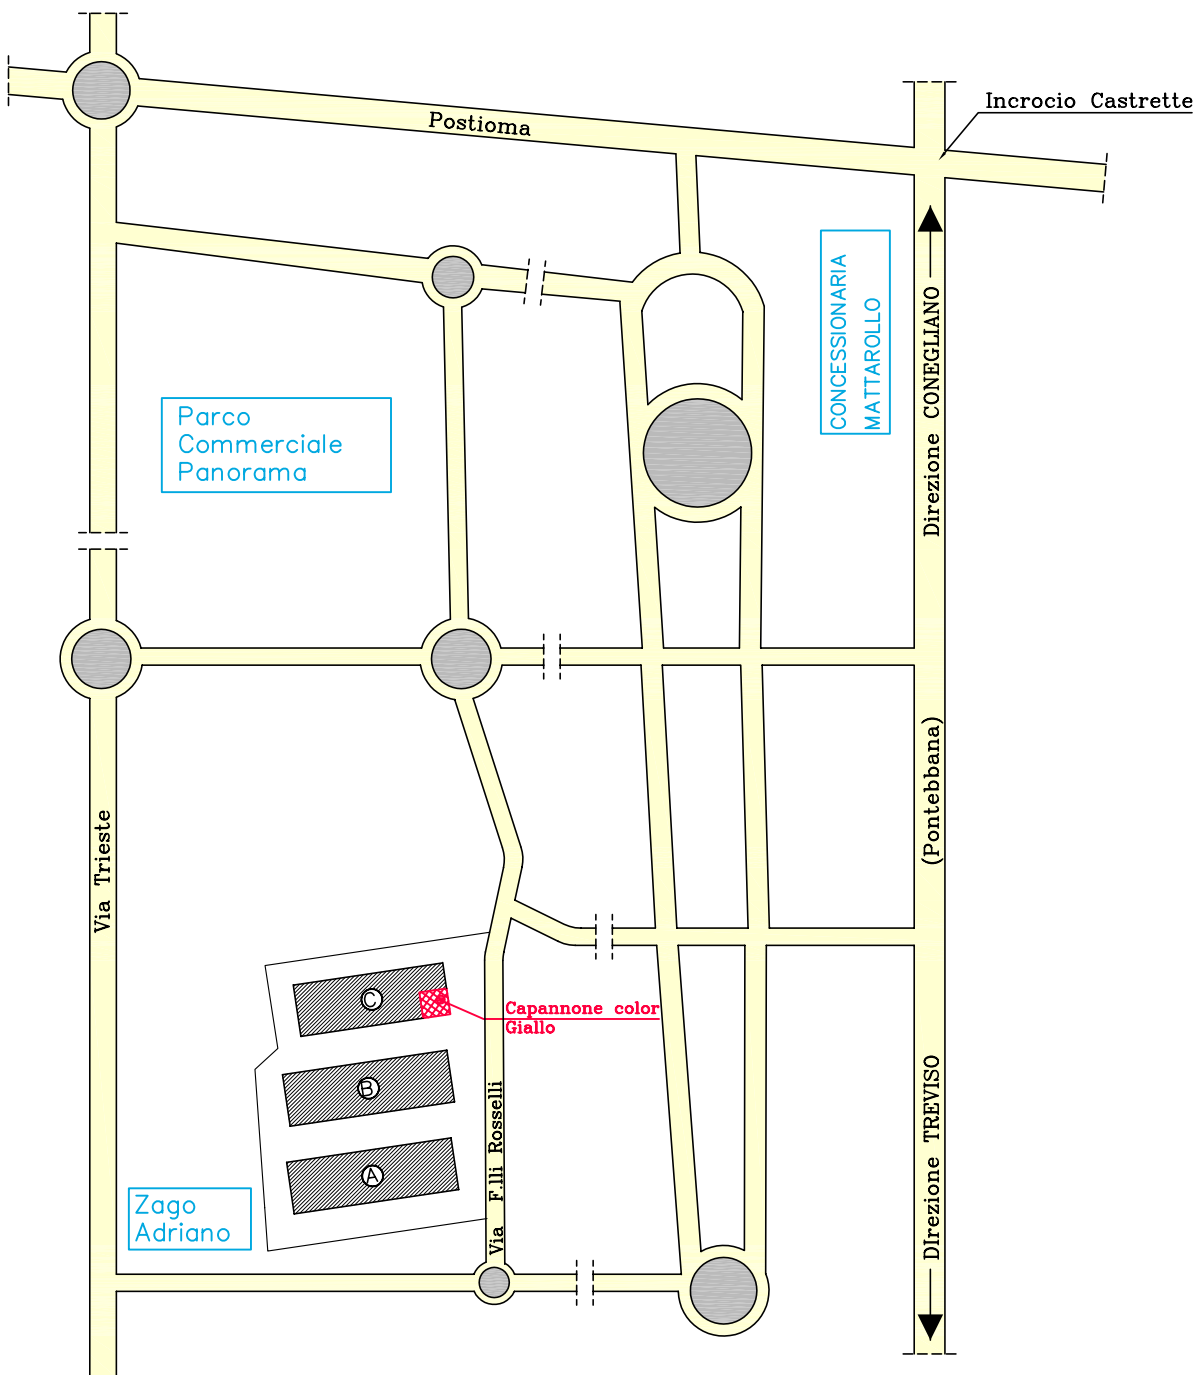 Incrocio Castrette
Postioma
CONCESSIONARIA
MATTAROLLO
Direzione CONEGLIANO
Parco
Commerciale
Panorama
(Pontebbana)
Via Trieste
C
Capannone color
Giallo
B
A
Via F.lli Rosselli
DIrezione TREVISO
Zago
Adriano